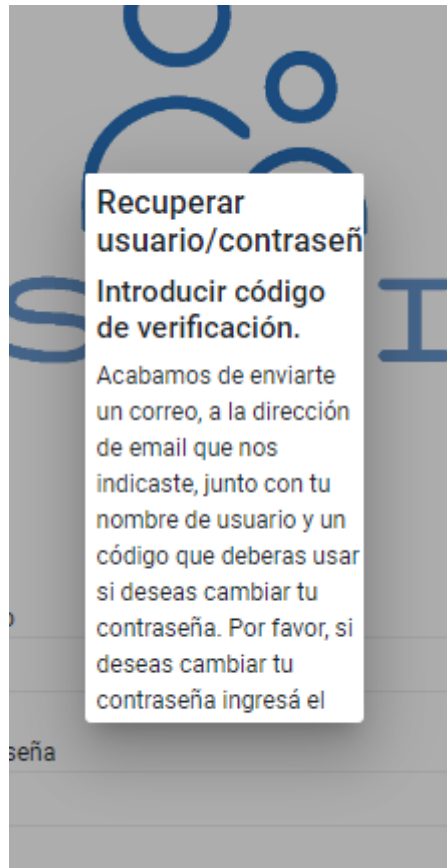 Recuperar
usuario/contraseñ
Introducir código
de verificación.
Acabamos de enviarte
un correo, a la dirección
de email que nos
indicaste, junto con tu
nombre de usuario y un
código que deberas usar
si deseas cambiar tu
contraseña. Por favor, si
deseas cambiar tu
contraseña ingresá el
S I
o
seña